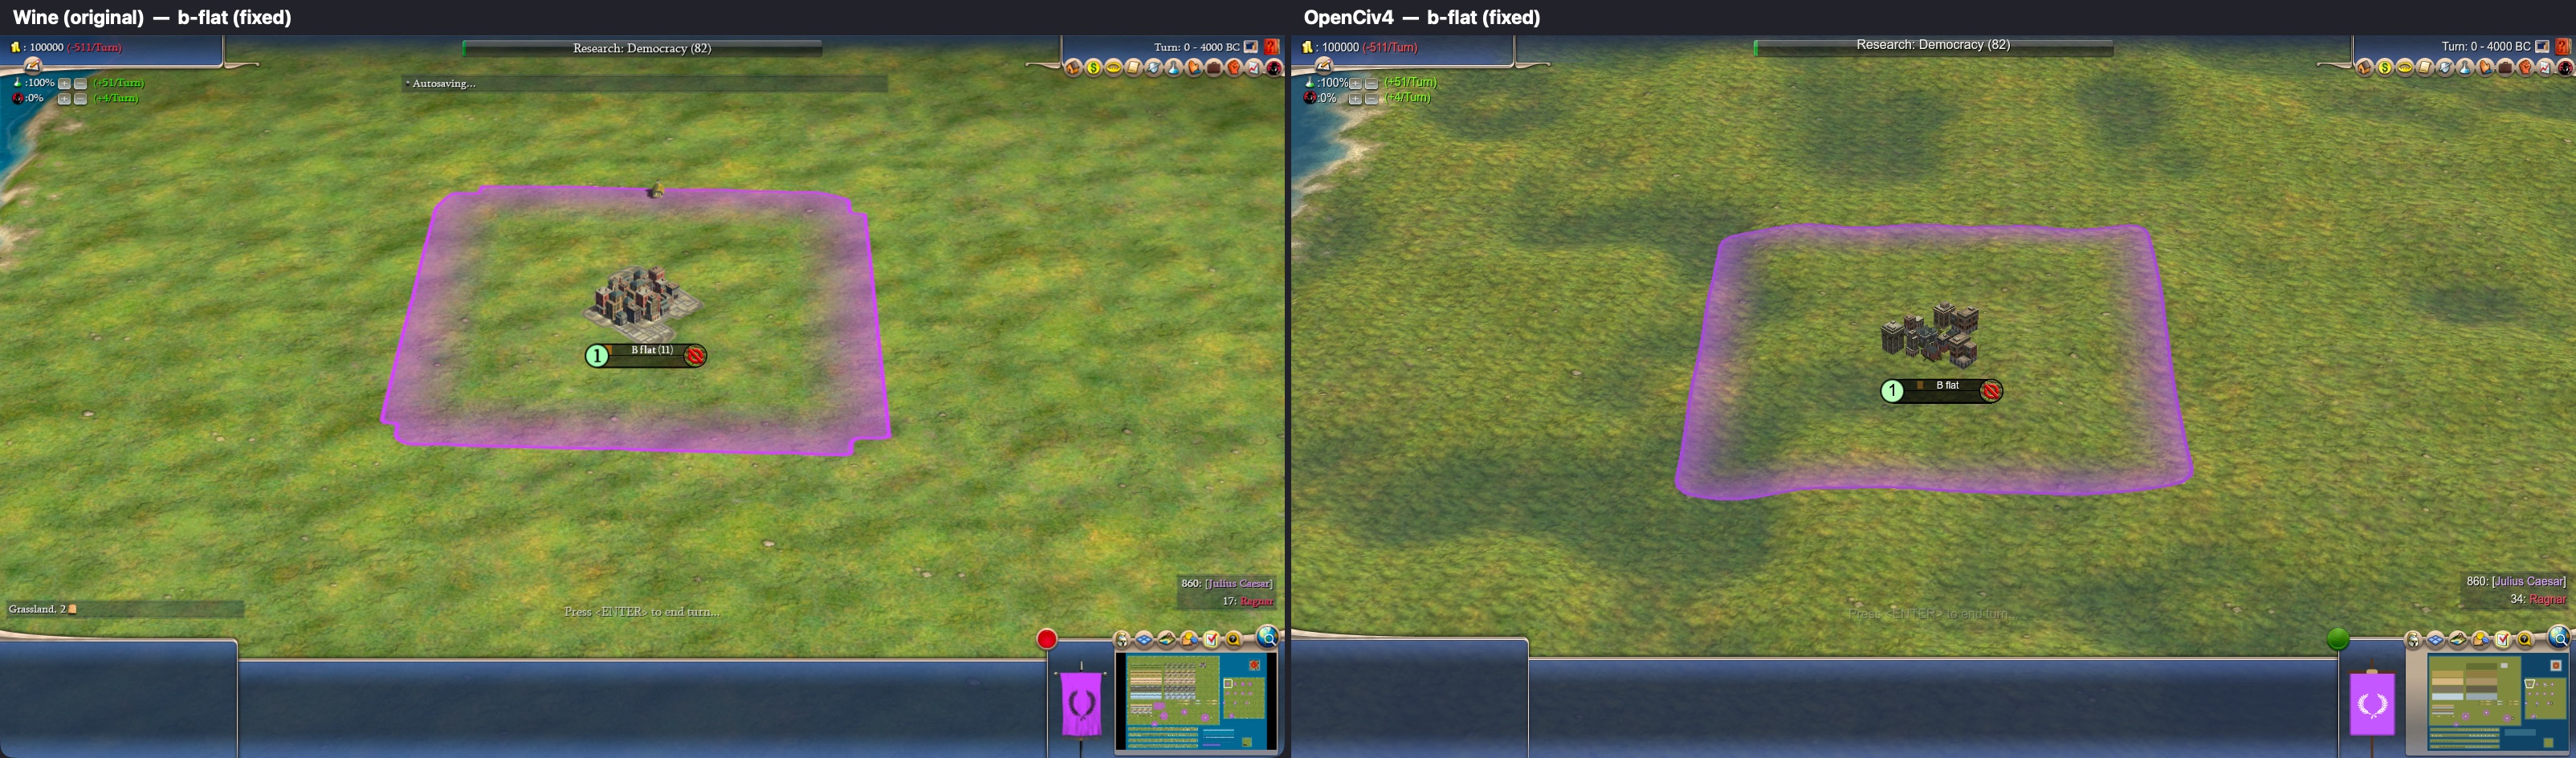 Wine (original) — b-flat (fixed)
: 100000 (-511/Turn)
Research: Democracy (82)
Turn: 0 - 4000 BC
:100% (+51/Turn)
:0% (+4/Turn)
* Autosaving...
1 B flat (11)
860: [Julius Caesar]
17: Ragnar
Grassland, 2
Press <ENTER> to end turn...
OpenCiv4 — b-flat (fixed)
: 100000 (-511/Turn)
Research: Democracy (82)
Turn: 0 - 4000 BC
:100% (+51/Turn)
:0% (+4/Turn)
1 B flat
860: [Julius Caesar]
34: Ragnar
Press <ENTER> to end turn...